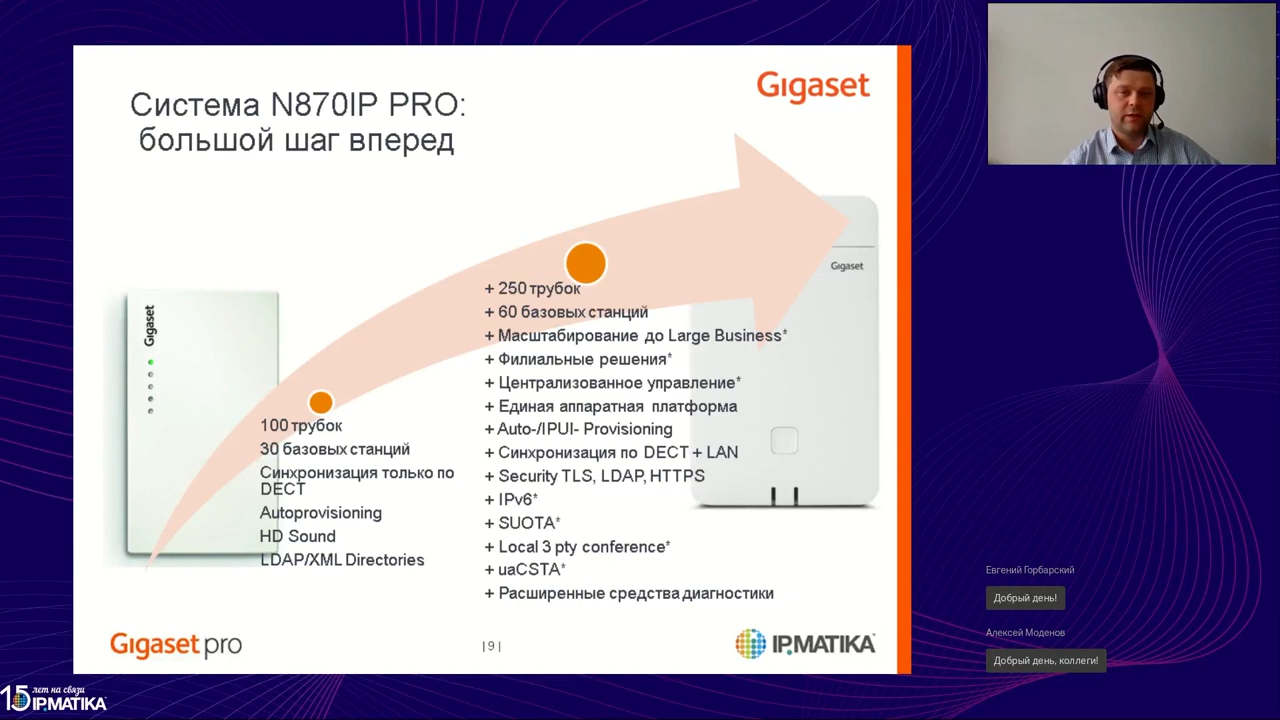 Gigaset
Система N870IP PRO:
большой шаг вперед
Gigaset
Gigaset
+ 250 трубок
+ 60 базовых станций
+ Масштабирование до Large Business*
+ Филиальные решения*
+ Централизованное управление*
+ Единая аппаратная платформа
+ Auto-/IPUI- Provisioning
+ Синхронизация по DECT + LAN
+ Security TLS, LDAP, HTTPS
+ IPv6*
+ SUOTA*
+ Local 3 pty conference*
+ uaCSTA*
+ Расширенные средства диагностики
100 трубок
30 базовых станций
Синхронизация только по
DECT
Autoprovisioning
HD Sound
LDAP/XML Directories
Gigaset pro
| 9 |
IPMATIKA
Евгений Горбарский
Добрый день!
Алексей Моденов
Добрый день, коллеги!
15 лет на связи
IPMATIKA